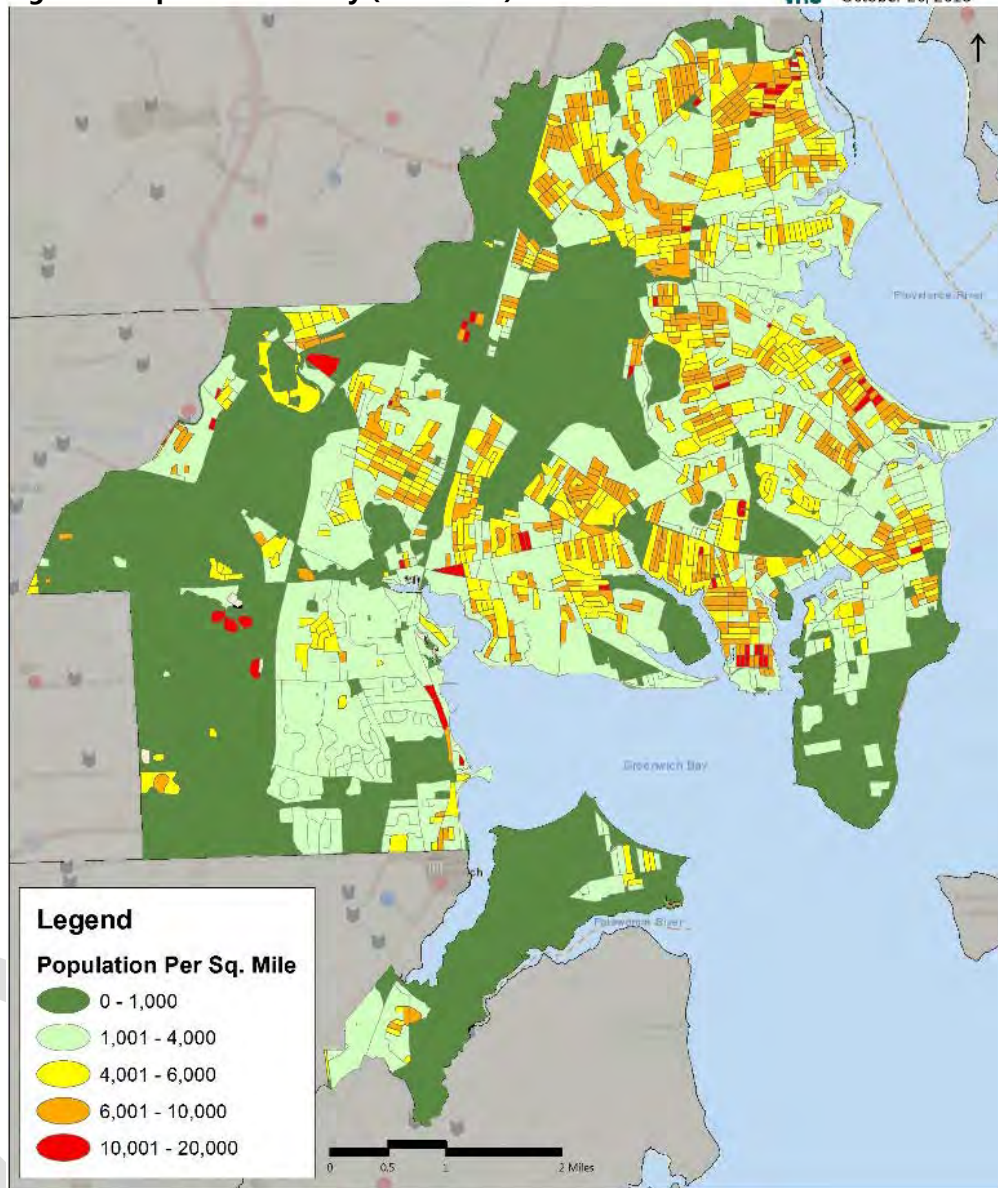 October 20, 2016
Providence River
Greenwich Bay
Potowomut River
Legend
Population Per Sq. Mile
0 - 1,000
1,001 - 4,000
4,001 - 6,000
6,001 - 10,000
10,001 - 20,000
0 0.5 1 2 Miles